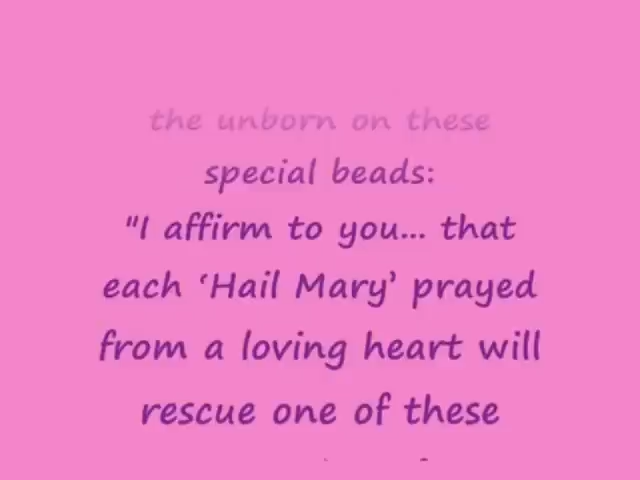 the unborn on these
special beads:
"I affirm to you... that
each ‘Hail Mary’ prayed
from a loving heart will
rescue one of these